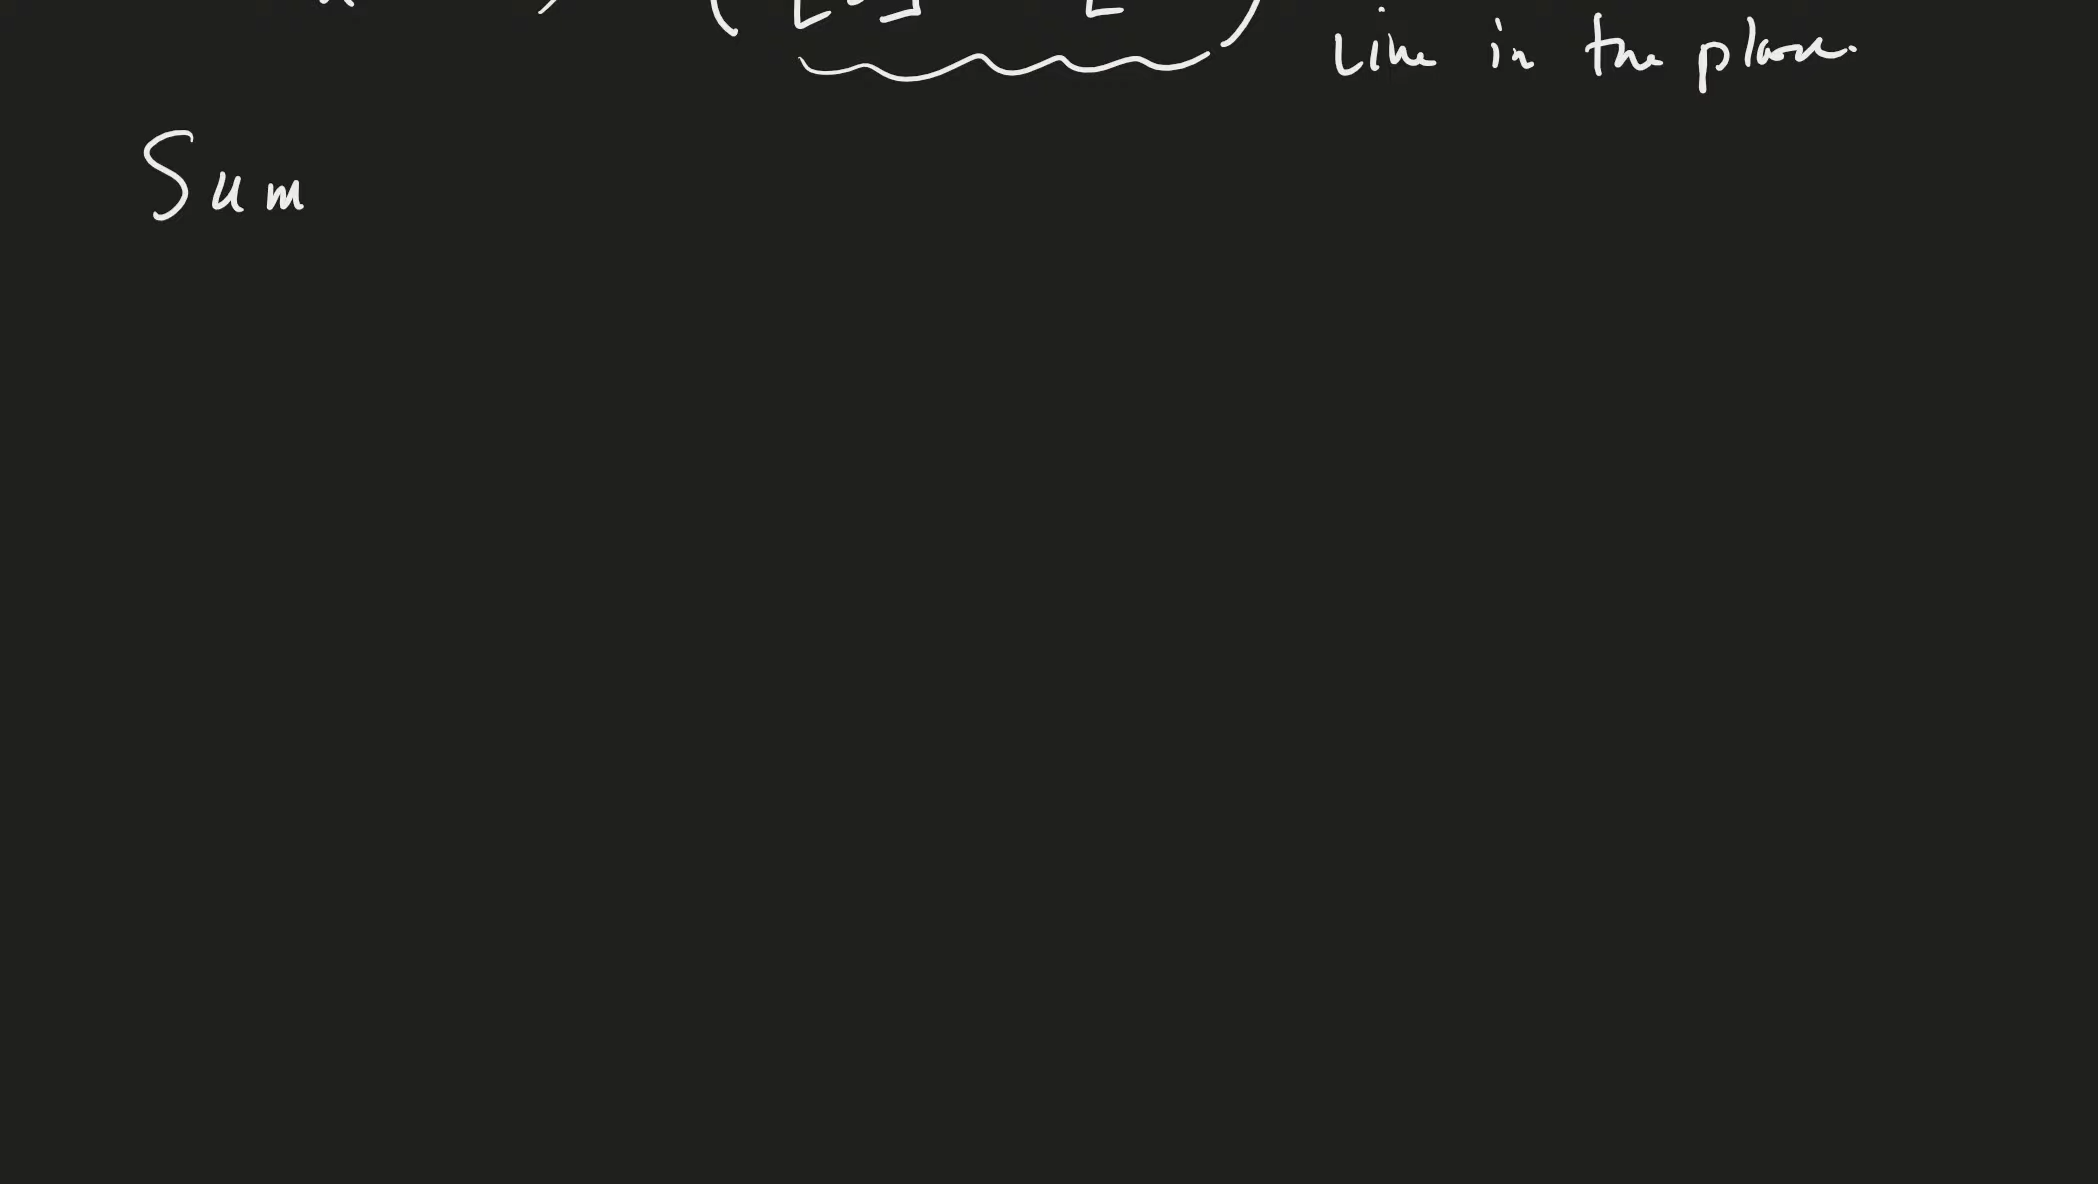 Line in the plane.
Sum